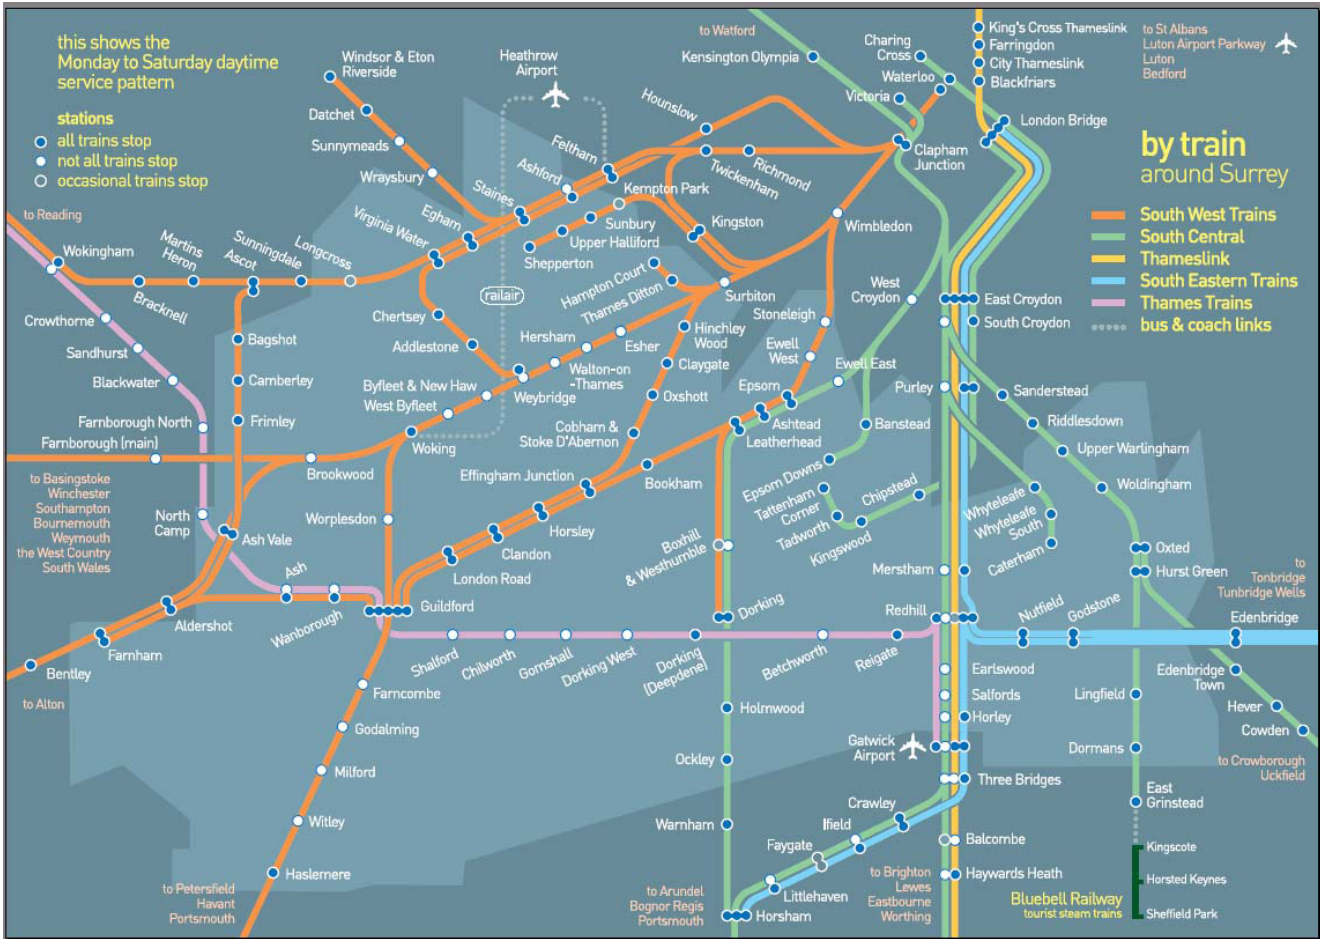 this shows the
Monday to Saturday daytime
service pattern
stations
all trains stop
not all trains stop
occasional trains stop
Windsor & Eton
Riverside
Datchet
Sunnymeads
Wraysbury
Heathrow
Airport
Hounslow
Feltham
Ashford
Staines
Egham
Virginia Water
Kempton Park
Sunbury
Upper Halliford
Shepperton
Twickenham
Richmond
Kingston
to Watford
Kensington Olympia
Charing
Cross
Waterloo
Victoria
Clapham
Junction
Wimbledon
King's Cross Thameslink
Farringdon
City Thameslink
Blackfriars
London Bridge
to St Albans
Luton Airport Parkway
Luton
Bedford
by train
around Surrey
South West Trains
South Central
Thameslink
South Eastern Trains
Thames Trains
bus & coach links
to Reading
Wokingham
Martins
Heron
Bracknell
Ascot
Sunningdale
Longcross
Crowthorne
Sandhurst
Blackwater
Farnborough North
Farnborough (main)
Bagshot
Camberley
Frimley
railair
Chertsey
Addlestone
Hampton Court
Thames Ditton
Surbiton
Hersham
Esher
Walton-on
-Thames
Weybridge
Byfleet & New Haw
West Byfleet
Woking
Brookwood
Worplesdon
Hinchley
Wood
Claygate
Oxshott
Cobham &
Stoke D'Abernon
Effingham Junction
Bookham
Horsley
Clandon
London Road
Guildford
Stoneleigh
Ewell
West
Epsom
Ashtead
Leatherhead
Ewell East
West
Croydon
Banstead
Epsom Downs
Tattenham
Corner
Tadworth
Kingswood
Chipstead
Boxhill
& Westhumble
Dorking
East Croydon
South Croydon
Purley
Sanderstead
Riddlesdown
Upper Warlingham
Woldingham
Whyteleafe
Whyteleafe
South
Caterham
Oxted
Hurst Green
Merstham
Redhill
Nutfield
Godstone
Edenbridge
to
Tonbridge
Tunbridge Wells
to Basingstoke
Winchester
Southampton
Bournemouth
Weymouth
the West Country
South Wales
North
Camp
Ash Vale
Ash
Wanborough
Aldershot
Farnham
Bentley
to Alton
Shalford
Chilworth
Gomshall
Dorking West
Dorking
(Deepdene)
Betchworth
Reigate
Farncombe
Godalming
Milford
Witley
Haslemere
to Petersfield
Havant
Portsmouth
Holmwood
Ockley
Warnham
Horsham
Littlehaven
Faygate
Ifield
Crawley
to Arundel
Bognor Regis
Portsmouth
Earlswood
Salfords
Horley
Gatwick
Airport
Three Bridges
Balcombe
Haywards Heath
to Brighton
Lewes
Eastbourne
Worthing
Lingfield
Dormans
East
Grinstead
Edenbridge
Town
Hever
Cowden
to Crowborough
Uckfield
Kingscote
Horsted Keynes
Sheffield Park
Bluebell Railway
tourist steam trains